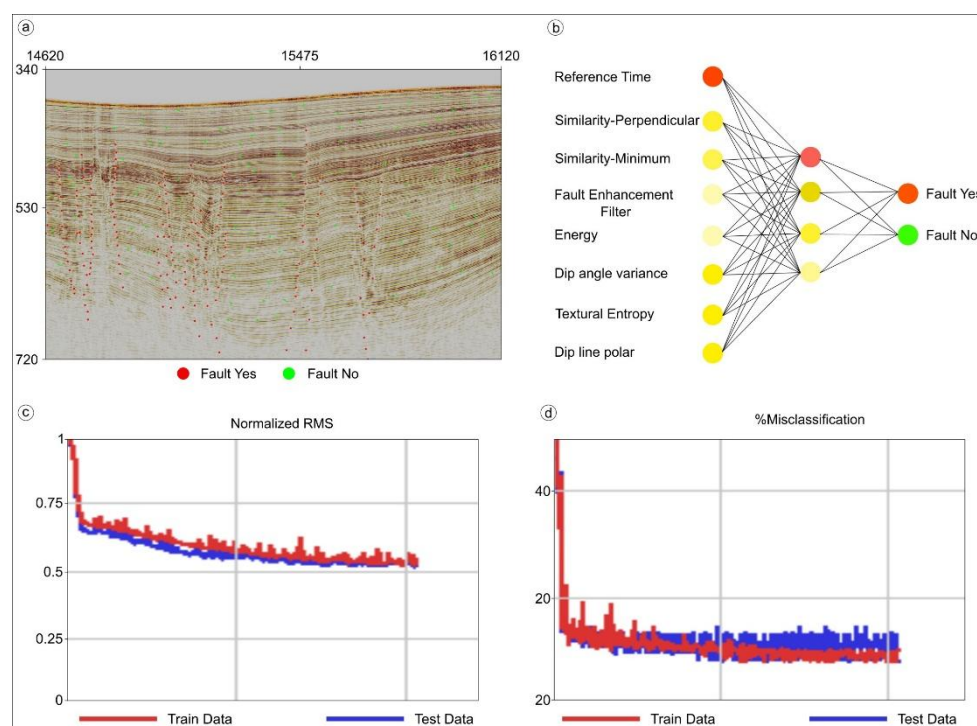 ⓐ
14620 15475 16120
340
530
720
Fault Yes Fault No
ⓑ
Reference Time
Similarity-Perpendicular
Similarity-Minimum
Fault Enhancement
Filter
Energy
Dip angle variance
Textural Entropy
Dip line polar
Fault Yes
Fault No
ⓒ
Normalized RMS
1
0.75
0.5
0.25
0
Train Data Test Data
ⓓ
%Misclassification
40
20
20
Train Data Test Data